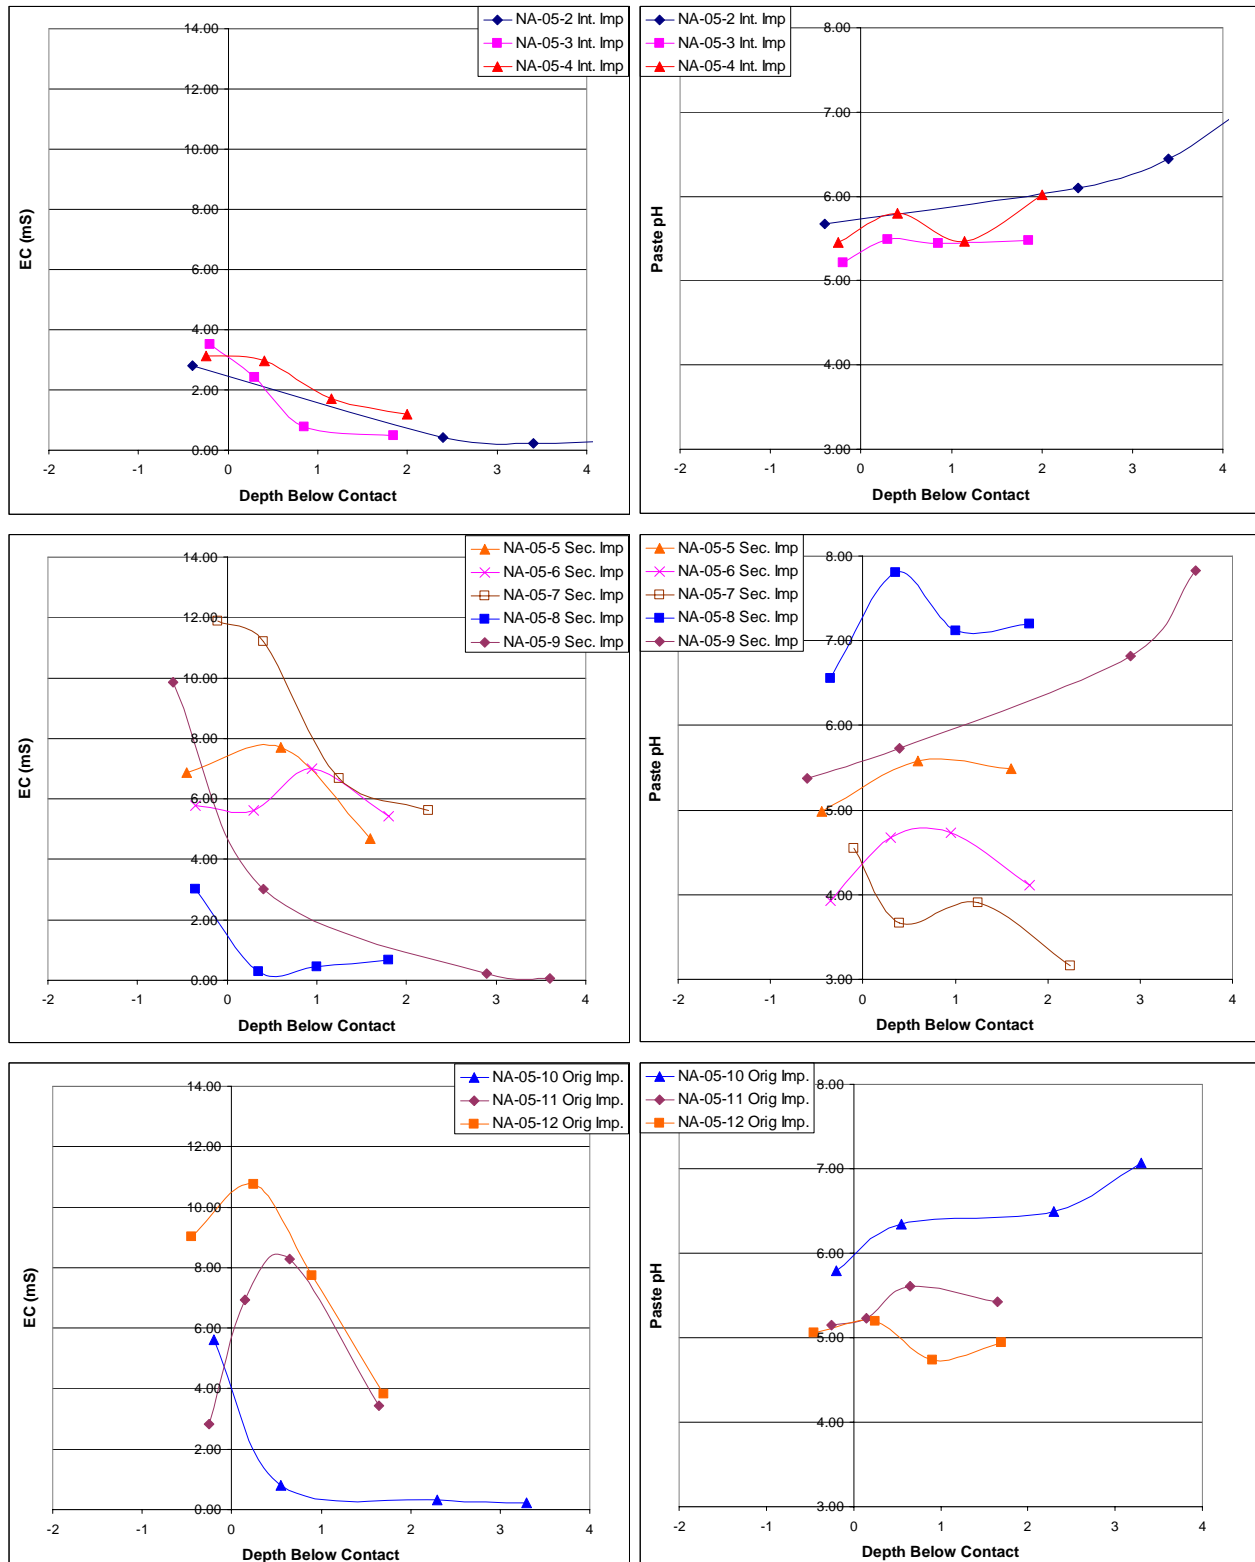 NA-05-2 Int. Imp
NA-05-3 Int. Imp
NA-05-4 Int. Imp
14.00
12.00
10.00
8.00
6.00
4.00
2.00
0.00
-2 -1 0 1 2 3 4
EC (mS)
Depth Below Contact
NA-05-2 Int. Imp
NA-05-3 Int. Imp
NA-05-4 Int. Imp
8.00
7.00
6.00
5.00
4.00
3.00
-2 -1 0 1 2 3 4
Paste pH
Depth Below Contact
NA-05-5 Sec. Imp
NA-05-6 Sec. Imp
NA-05-7 Sec. Imp
NA-05-8 Sec. Imp
NA-05-9 Sec. Imp
14.00
12.00
10.00
8.00
6.00
4.00
2.00
0.00
-2 -1 0 1 2 3 4
EC (mS)
Depth Below Contact
NA-05-5 Sec. Imp
NA-05-6 Sec. Imp
NA-05-7 Sec. Imp
NA-05-8 Sec. Imp
NA-05-9 Sec. Imp
8.00
7.00
6.00
5.00
4.00
3.00
-2 -1 0 1 2 3 4
Paste pH
Depth Below Contact
NA-05-10 Orig Imp.
NA-05-11 Orig Imp.
NA-05-12 Orig Imp.
14.00
12.00
10.00
8.00
6.00
4.00
2.00
0.00
-2 -1 0 1 2 3 4
EC (mS)
Depth Below Contact
NA-05-10 Orig Imp.
NA-05-11 Orig Imp.
NA-05-12 Orig Imp.
8.00
7.00
6.00
5.00
4.00
3.00
-2 -1 0 1 2 3 4
Paste pH
Depth Below Contact